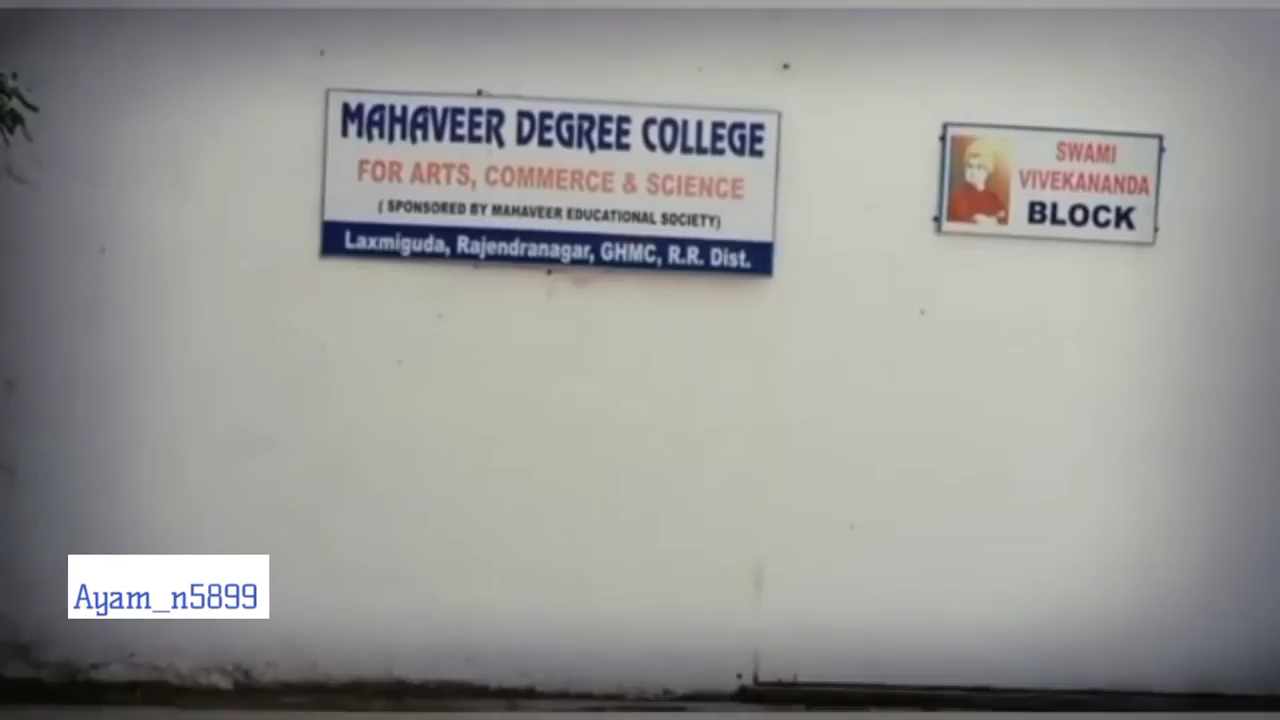 MAHAVEER DEGREE COLLEGE
FOR ARTS, COMMERCE & SCIENCE
( SPONSORED BY MAHAVEER EDUCATIONAL SOCIETY)
Laxmiguda, Rajendranagar, GHMC, R.R. Dist.
SWAMI
VIVEKANANDA
BLOCK
Ayam_n5899